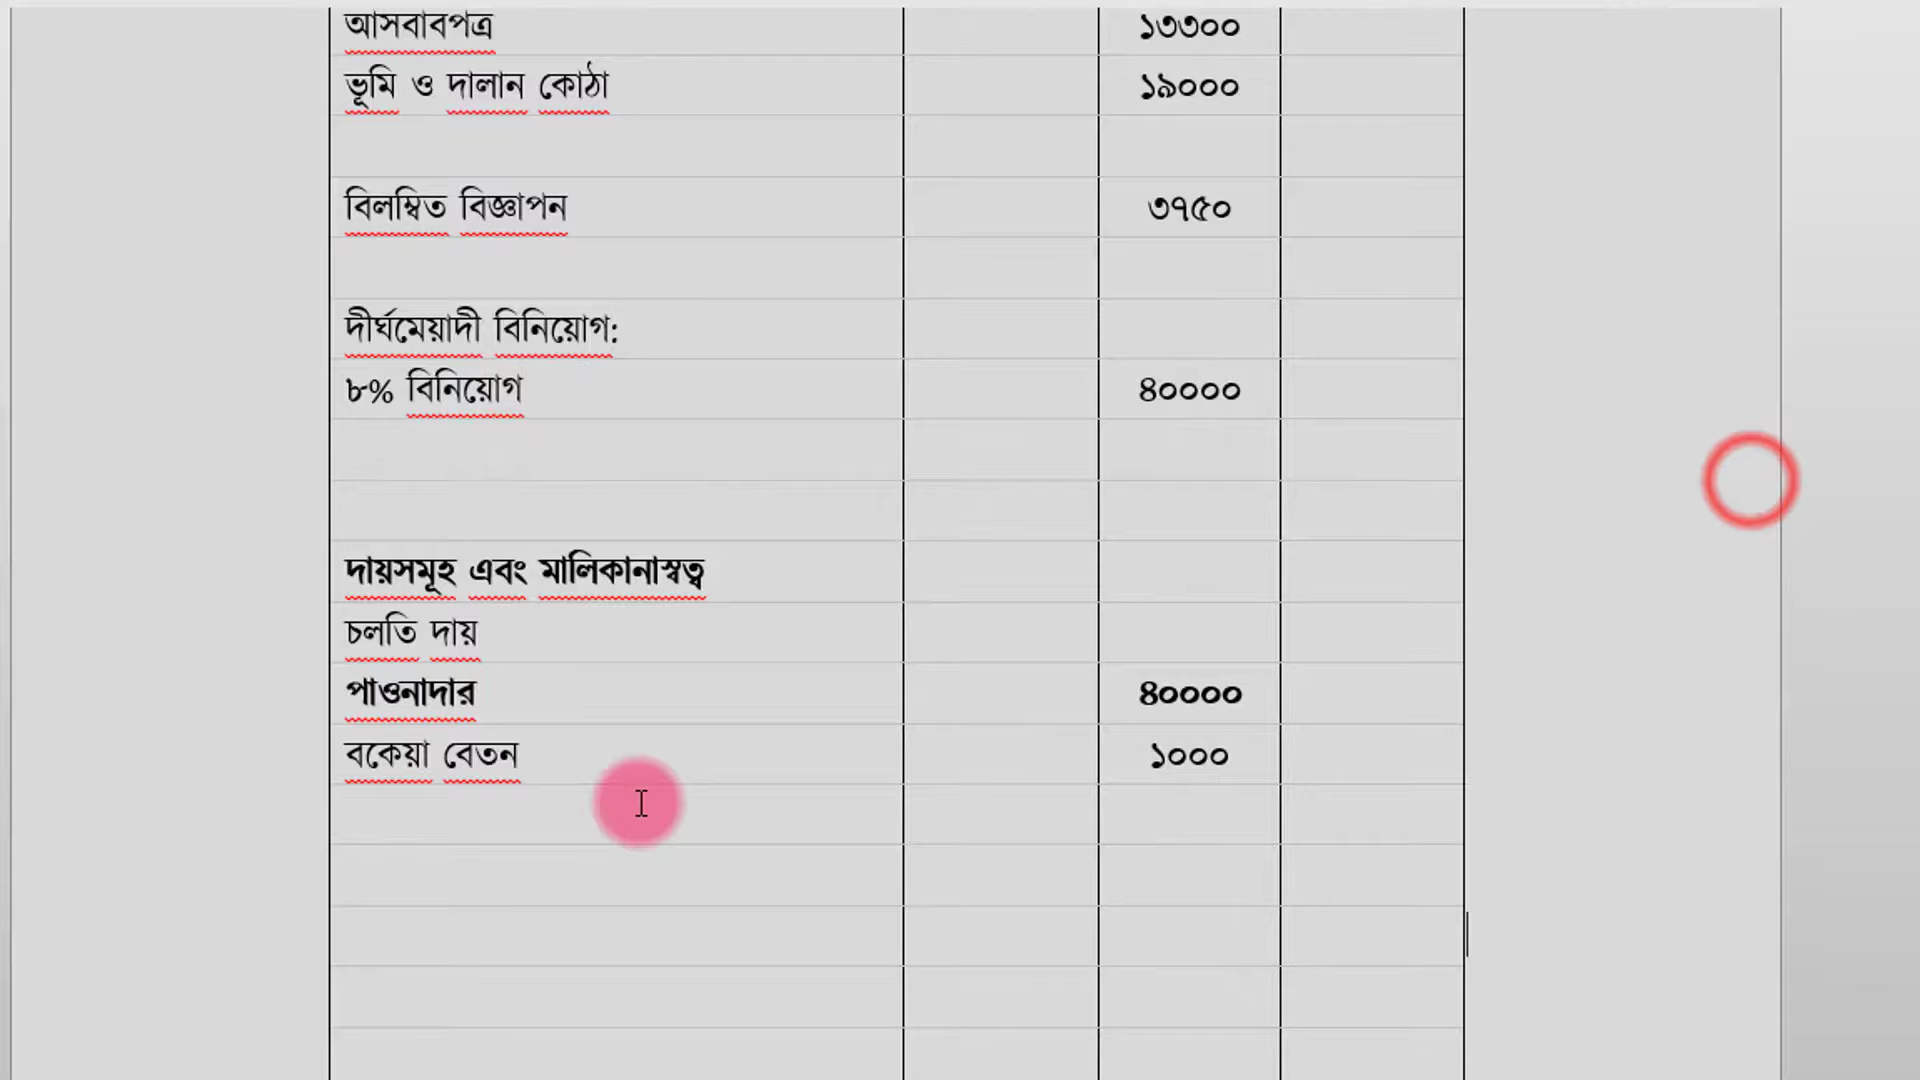 আসবাবপত্র ১৩৩০০
ভূমি ও দালান কোঠা ১৯০০০
বিলম্বিত বিজ্ঞাপন ৩৭৫০
দীর্ঘমেয়াদী বিনিয়োগ:
৮% বিনিয়োগ ৪০০০০
দায়সমূহ এবং মালিকানাস্বত্ব
চলতি দায়
পাওনাদার ৪০০০০
বকেয়া বেতন ১০০০